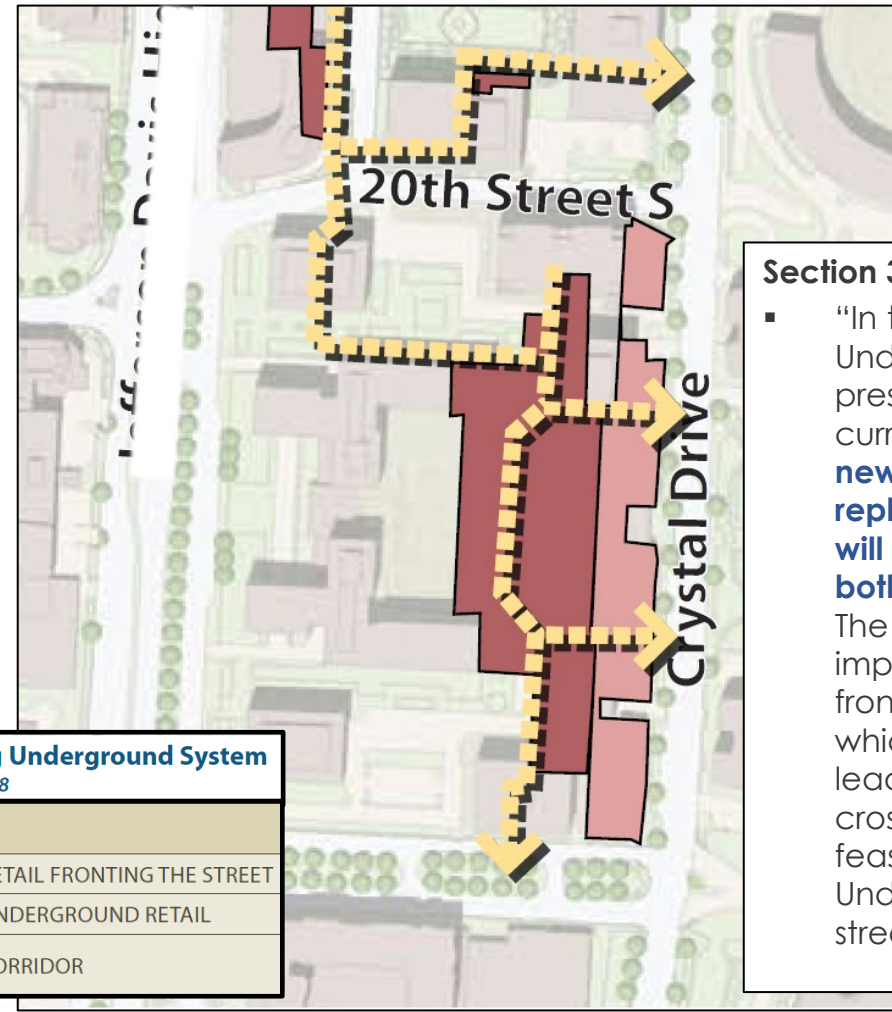 20th Street S
Crystal Drive
Section 3
▪ “In t
Und
pres
curr
new
repl
will
both
The
imp
fron
whic
lead
cros
feas
Und
stree
g Underground System
8
ETAIL FRONTING THE STREET
NDERGROUND RETAIL
ORRIDOR